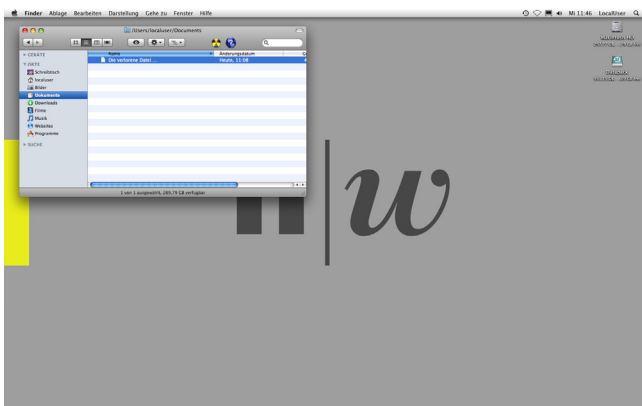 Finder Ablage Bearbeiten Darstellung Gehe zu Fenster Hilfe
Mi 11:46 LocalUser
/Users/localuser/Documents
Name Änderungsdatum
Die verlorene Datei ... Heute, 11:08
GERÄTE
ORTE
Schreibtisch
localuser
Bilder
Dokumente
Downloads
Filme
Musik
Websites
Programme
SUCHE
1 von 1 ausgewählt, 269.79 GB verfügbar
n|w